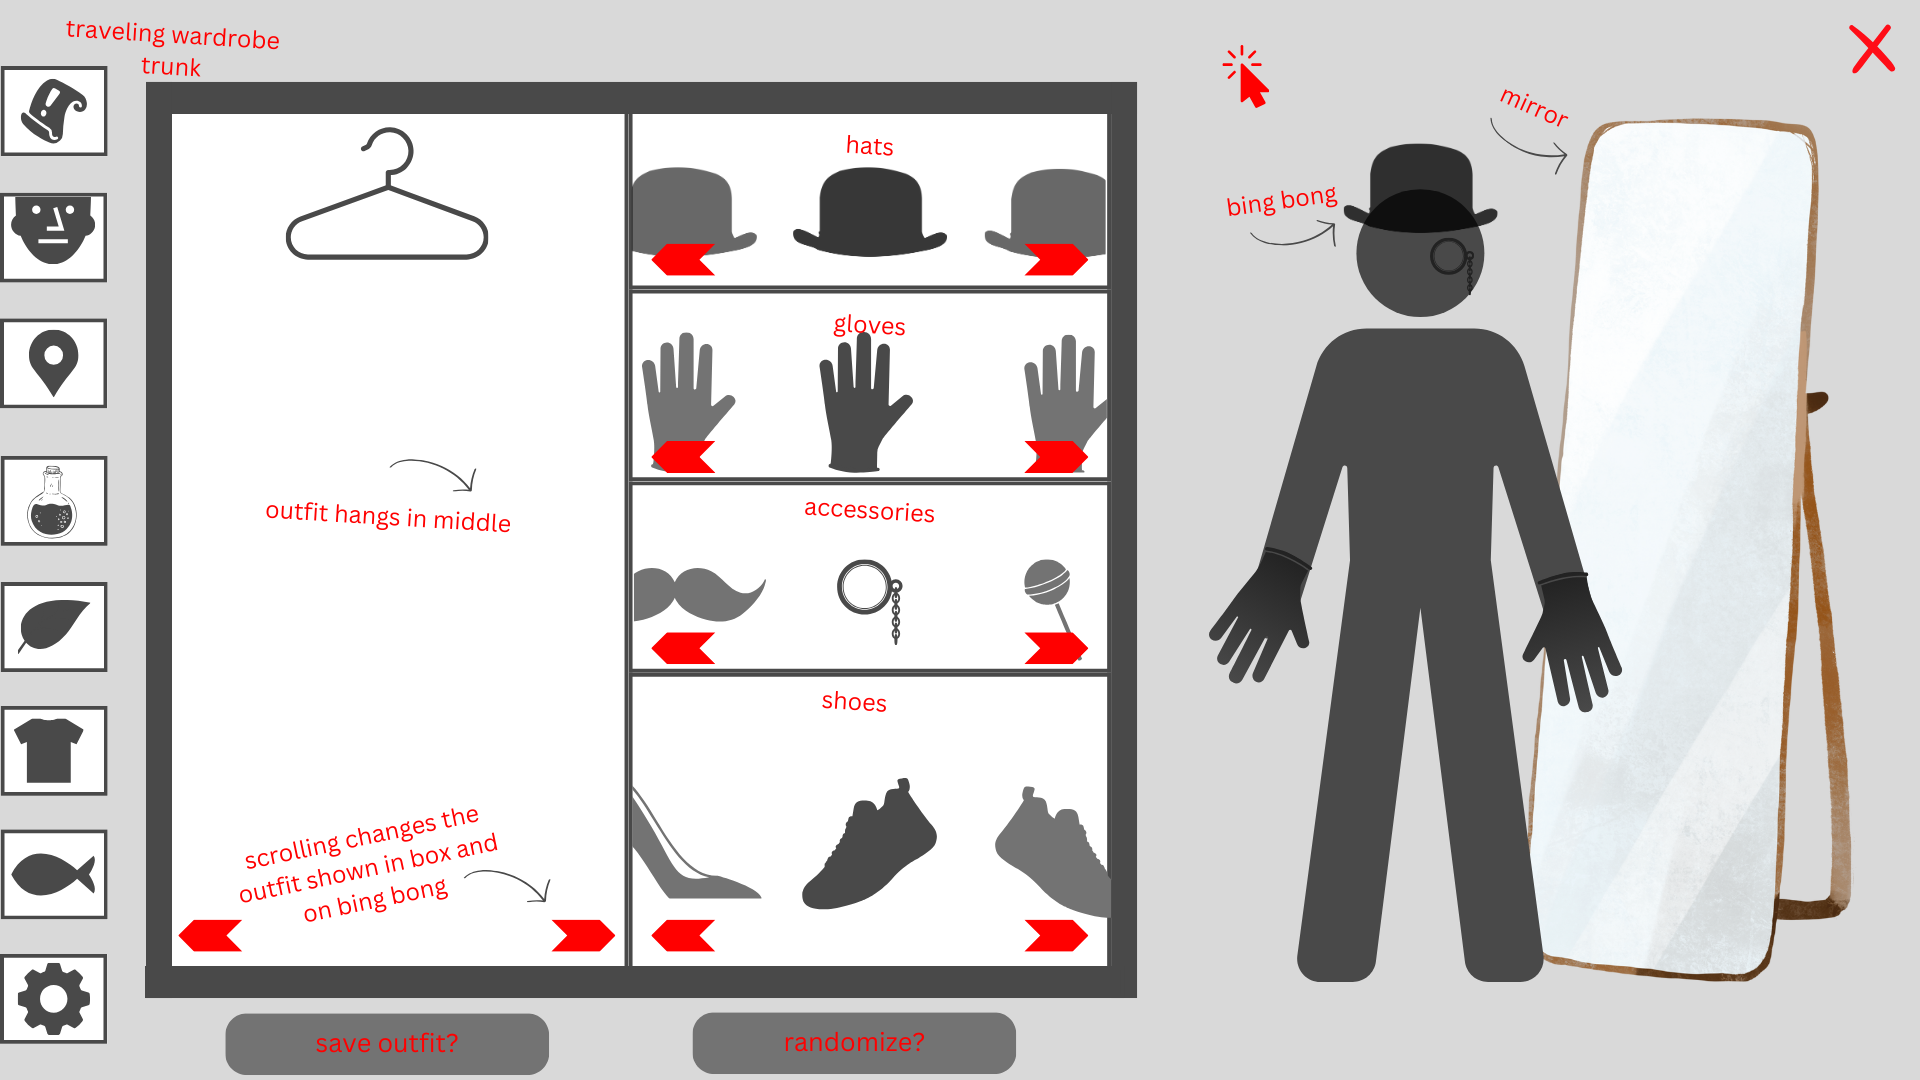 traveling wardrobe
trunk
hats
gloves
accessories
shoes
outfit hangs in middle
scrolling changes the
outfit shown in box and
on bing bong
save outfit?
randomize?
bing bong
mirror